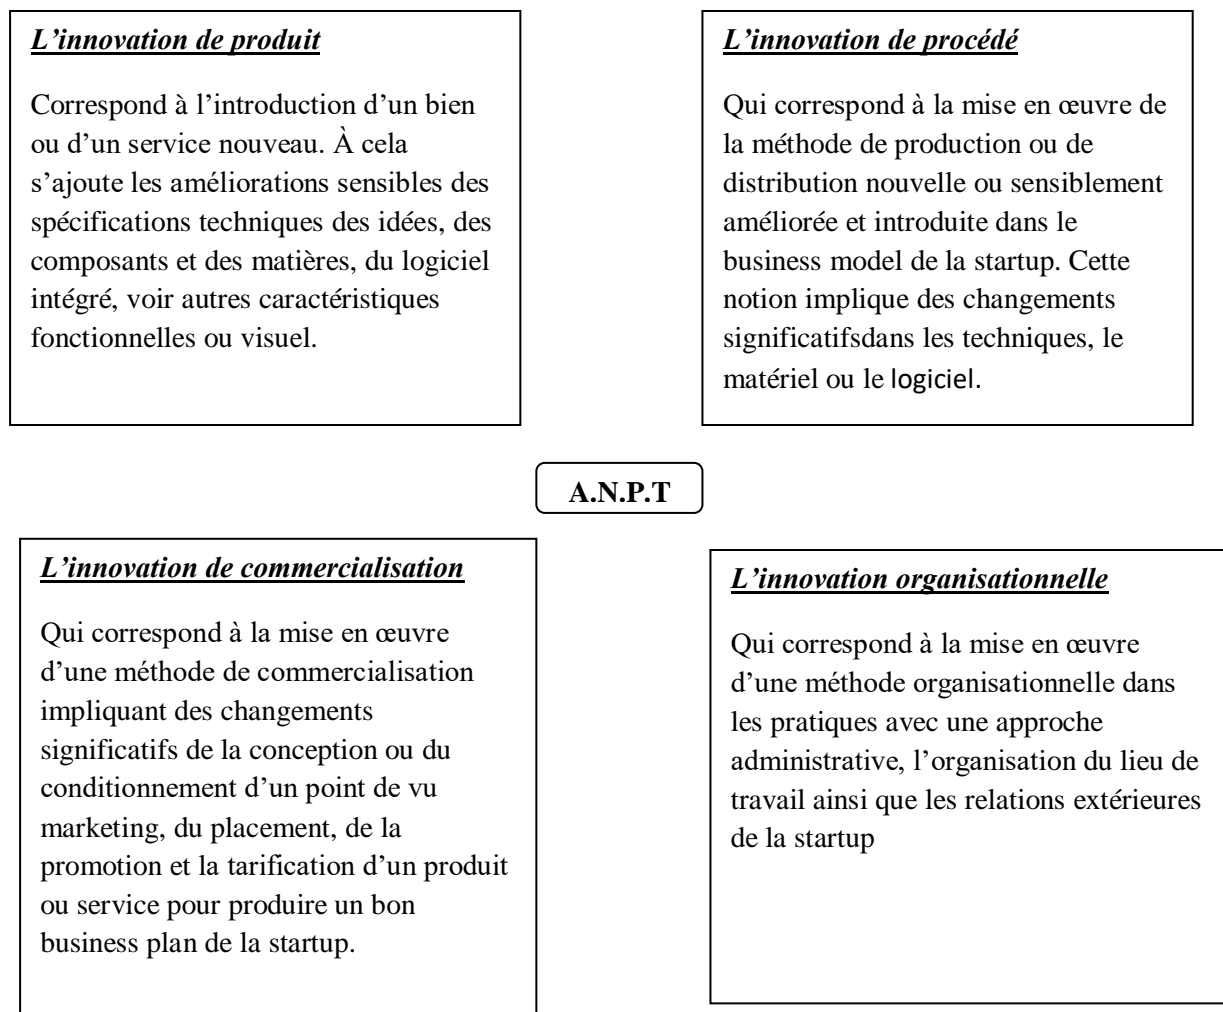 L’innovation de produit
Correspond à l’introduction d’un bien
ou d’un service nouveau. À cela
s’ajoute les améliorations sensibles des
spécifications techniques des idées, des
composants et des matières, du logiciel
intégré, voir autres caractéristiques
fonctionnelles ou visuel.
L’innovation de procédé
Qui correspond à la mise en œuvre de
la méthode de production ou de
distribution nouvelle ou sensiblement
améliorée et introduite dans le
business model de la startup. Cette
notion implique des changements
significatifsdans les techniques, le
matériel ou le logiciel.
A.N.P.T
L’innovation de commercialisation
Qui correspond à la mise en œuvre
d’une méthode de commercialisation
impliquant des changements
significatifs de la conception ou du
conditionnement d’un point de vu
marketing, du placement, de la
promotion et la tarification d’un produit
ou service pour produire un bon
business plan de la startup.
L’innovation organisationnelle
Qui correspond à la mise en œuvre
d’une méthode organisationnelle dans
les pratiques avec une approche
administrative, l’organisation du lieu de
travail ainsi que les relations extérieures
de la startup